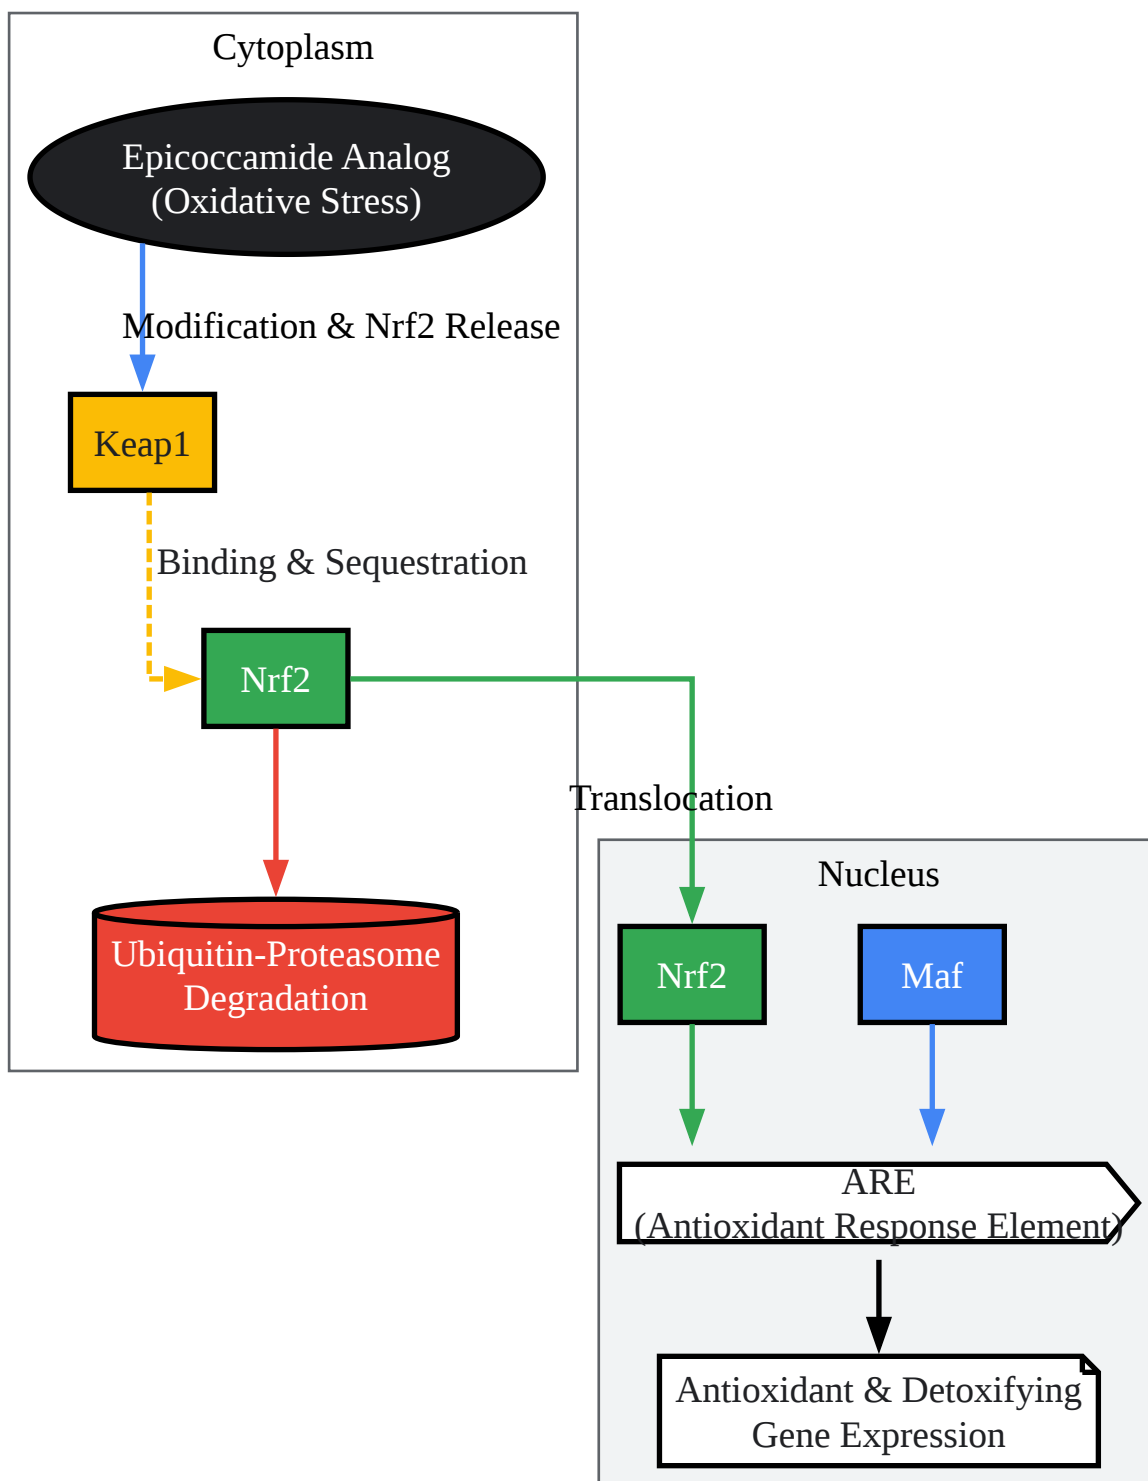 Cytoplasm
Epicoccamide Analog
(Oxidative Stress)
Modification & Nrf2 Release
Keap1
Binding & Sequestration
Nrf2
Translocation
Ubiquitin-Proteasome
Degradation
Nucleus
Nrf2
Maf
ARE
(Antioxidant Response Element)
Antioxidant & Detoxifying
Gene Expression